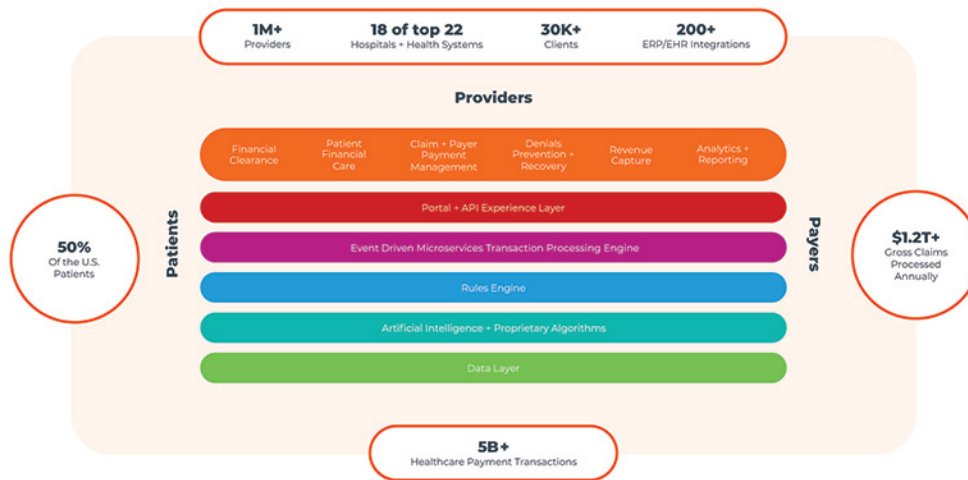 1M+
Providers
18 of top 22
Hospitals + Health Systems
30K+
Clients
200+
ERP/EHR Integrations
Providers
Financial
Clearance
Patient
Financial
Care
Claim + Payer
Payment
Management
Denials
Prevention +
Recovery
Revenue
Capture
Analytics +
Reporting
Portal + API Experience Layer
Event Driven Microservices Transaction Processing Engine
Rules Engine
Artificial Intelligence + Proprietary Algorithms
Data Layer
Patients
Payers
50%
Of the U.S.
Patients
$1.2T+
Gross Claims
Processed
Annually
5B+
Healthcare Payment Transactions